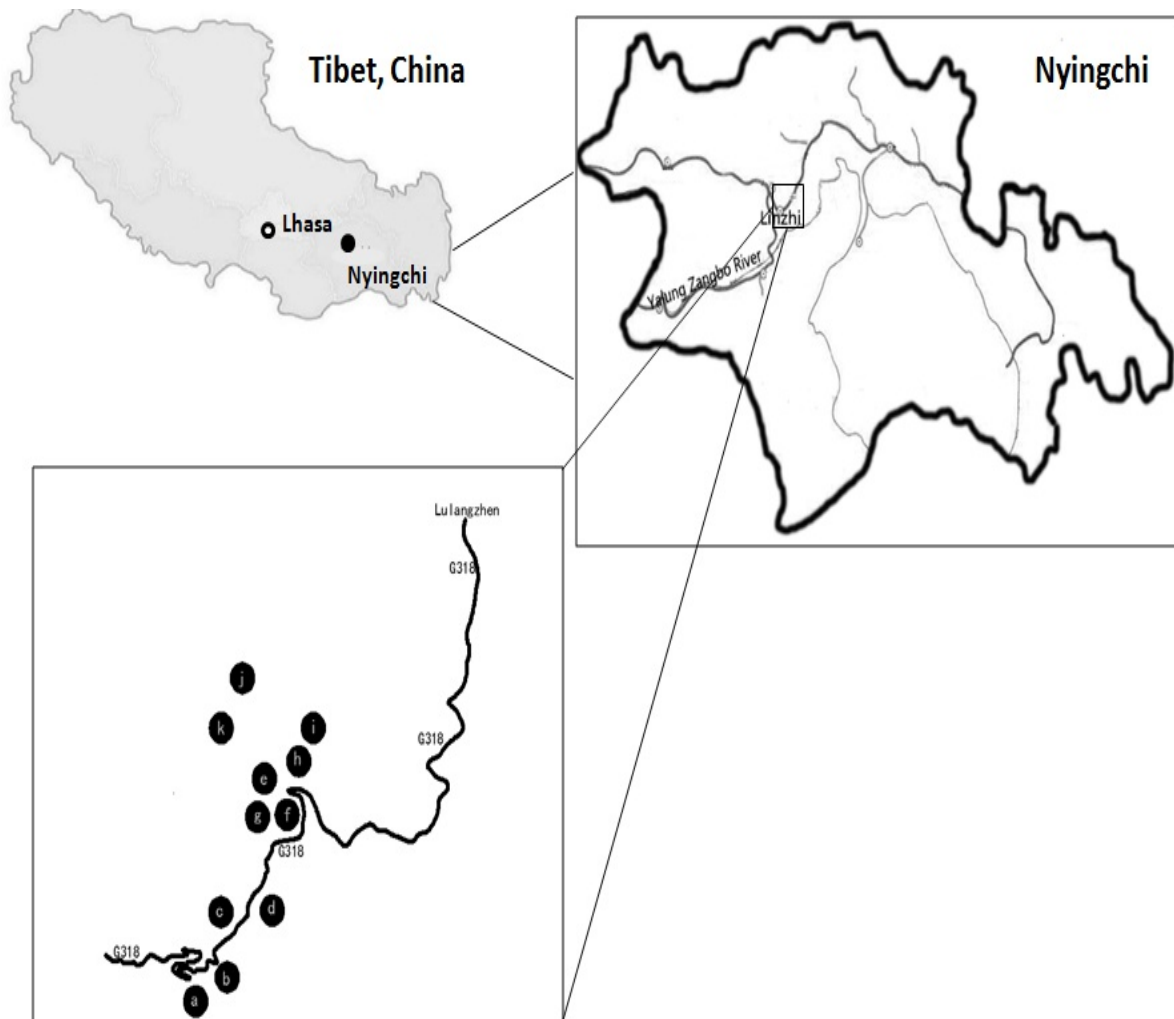 Tibet, China
Lhasa
Nyingchi
Nyingchi
Linzhi
Yalung Zangbo River
Lulangzhen
G318
G318
G318
G318
j
k
i
h
e
g
f
c
d
b
a